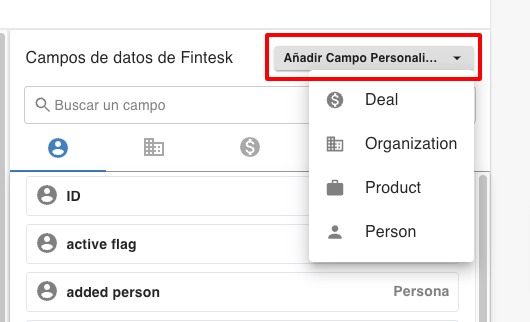 Campos de datos de Fintesk
Añadir Campo Personali...
Buscar un campo
Deal
Organization
Product
Person
ID
active flag
added person
Persona